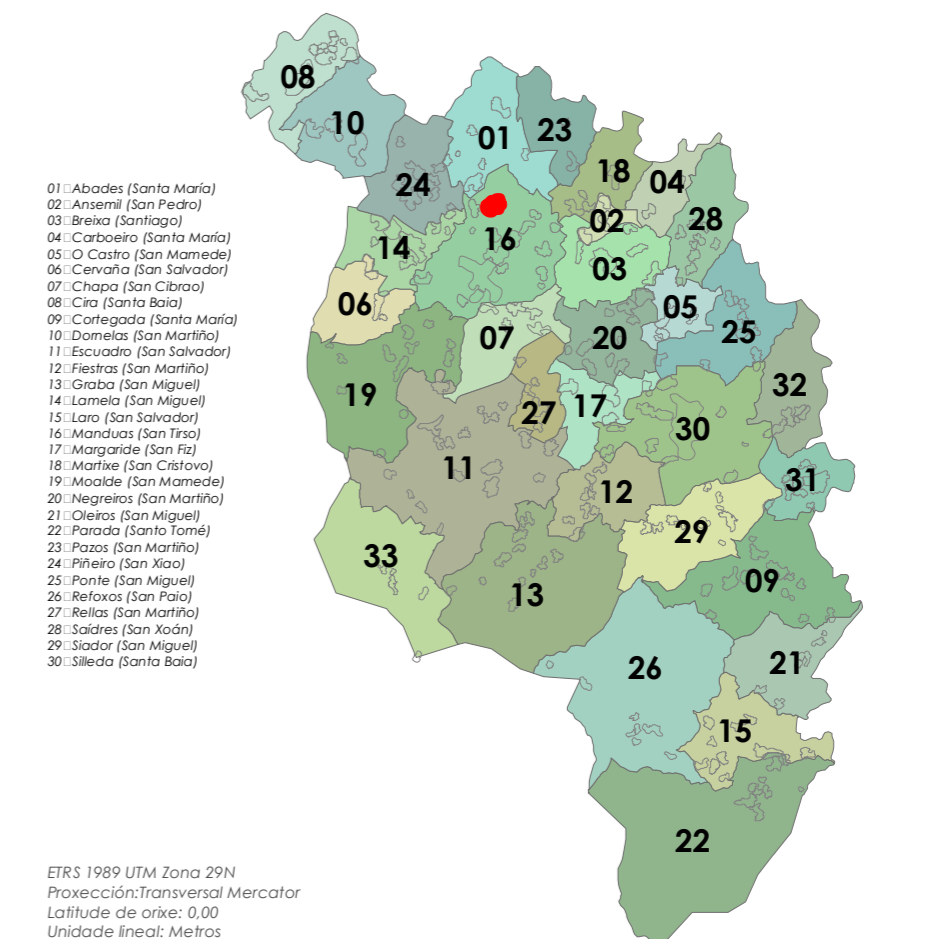 08
10
01
23
18
04
24
28
02
16
14
03
06
05
07
20
25
19
27
17
32
30
11
12
31
29
33
13
09
26
21
15
22
01□Abades (Santa María)
02□Ansemil (San Pedro)
03□Breixa (Santiago)
04□Carboeiro (Santa María)
05□O Castro (San Mamede)
06□Cervaña (San Salvador)
07□Chapa (San Cibrao)
08□Cira (Santa Baia)
09□Cortegada (Santa María)
10□Dornelas (San Martiño)
11□Escuadro (San Salvador)
12□Fiestras (San Martiño)
13□Graba (San Miguel)
14□Lamela (San Miguel)
15□Laro (San Salvador)
16□Manduas (San Tirso)
17□Margaride (San Fiz)
18□Martixe (San Cristovo)
19□Moalde (San Mamede)
20□Negreiros (San Martiño)
21□Oleiros (San Miguel)
22□Parada (Santo Tomé)
23□Pazos (San Martiño)
24□Piñeiro (San Xiao)
25□Ponte (San Miguel)
26□Refoxos (San Paio)
27□Rellas (San Martiño)
28□Saídres (San Xoán)
29□Siador (San Miguel)
30□Silleda (Santa Baia)
ETRS 1989 UTM Zona 29N
Proxección:Transversal Mercator
Latitude de orixe: 0,00
Unidade lineal: Metros